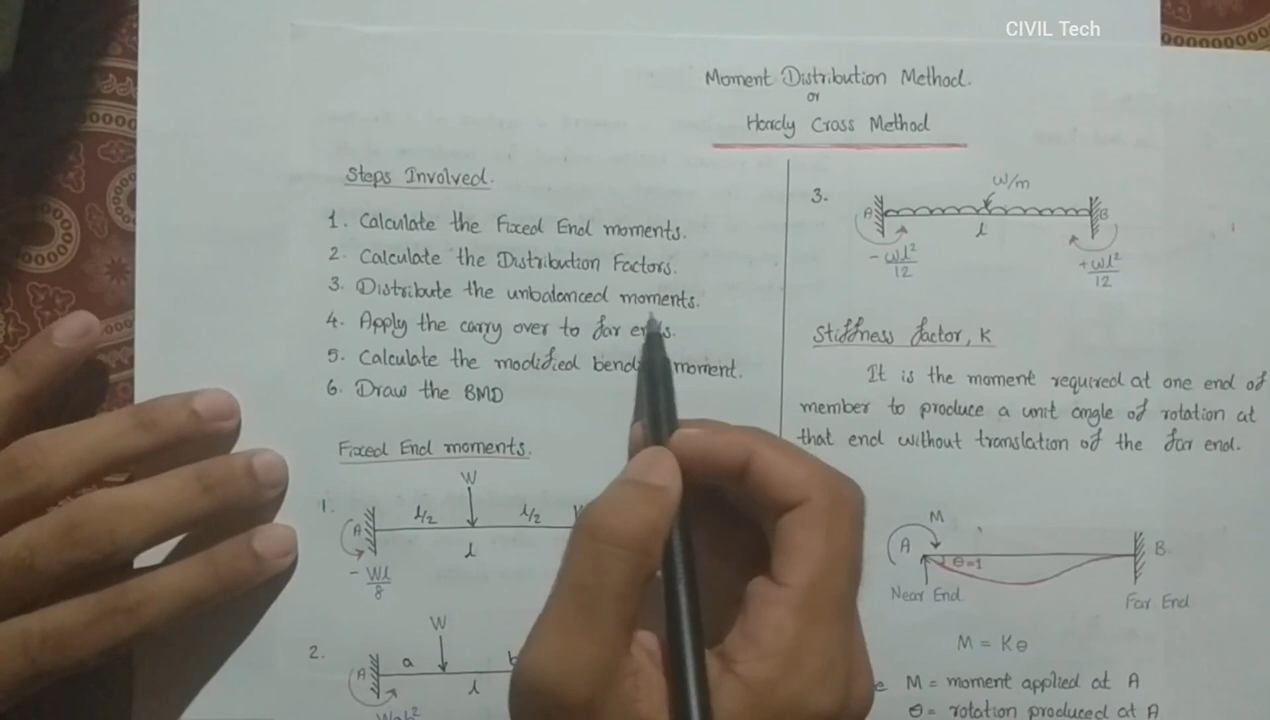 CIVIL Tech
Moment Distribution Method.
or
Hardy Cross Method
Steps Involved.
1. Calculate the Fixed End moments.
2. Calculate the Distribution Factors.
3. Distribute the unbalanced moments.
4. Apply the carry over to far
5. Calculate the modified moment.
6. Draw the BMD
Fixed End moments.
1.
W
A
l/2
l/2
l
- Wl/8
2.
W
A
a
b
l
3.
w/m
A
B
l
- wl²/12
+ wl²/12
Stiffness factor, K
It is the moment required at one end of
member to produce a unit angle of rotation at
that end without translation of the far end.
M
A
θ=1
B
Near End
Far End
M = Kθ
M = moment applied at A
θ = rotation produced at A